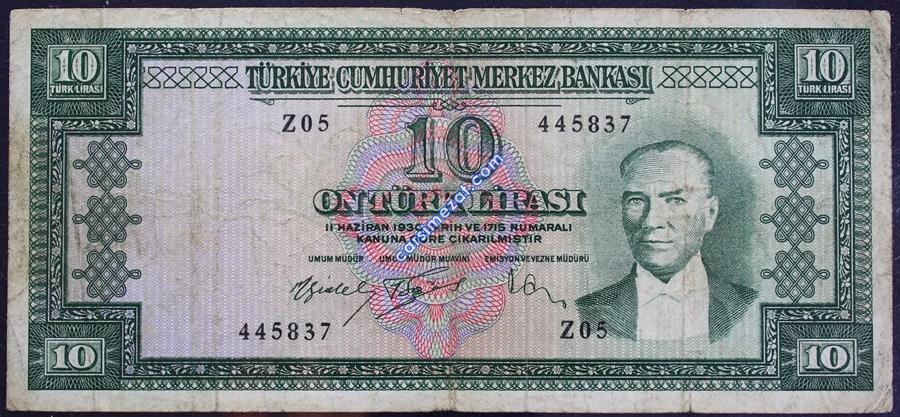 10 TÜRK LİRASI
10 TÜRK LİRASI
TÜRKİYE CUMHURİYET MERKEZ BANKASI
Z05 445837
10
ON TÜRK LİRASI
11 HAZİRAN 1930 TARİH VE 1715 NUMARALI
KANUNA GÖRE ÇIKARILMIŞTIR
UMUM MÜDÜR UMUM MÜDÜR MUAVİNİ EMİSYON VE VEZNE MÜDÜRÜ
445837 Z05
10
10
carsimezat.com